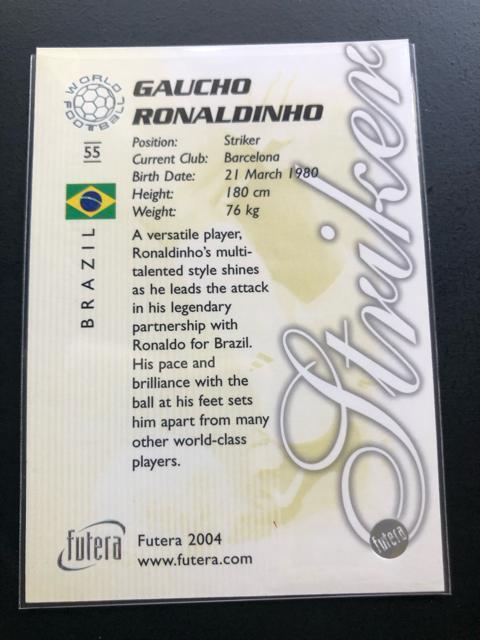 WORLD FOOTBALL
GAUCHO
RONALDINHO
55
Position: Striker
Current Club: Barcelona
Birth Date: 21 March 1980
Height: 180 cm
Weight: 76 kg
BRAZIL
A versatile player,
Ronaldinho's multi-
talented style shines
as he leads the attack
in his legendary
partnership with
Ronaldo for Brazil.
His pace and
brilliance with the
ball at his feet sets
him apart from many
other world-class
players.
Striker
futera
Futera 2004
www.futera.com
futera